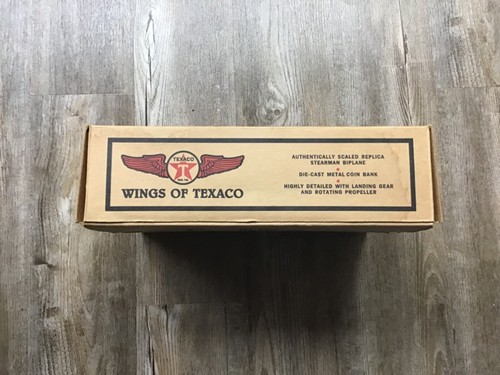 TEXACO
T
WINGS OF TEXACO
AUTHENTICALLY SCALED REPLICA
STEARMAN BIPLANE
DIE-CAST METAL COIN BANK
HIGHLY DETAILED WITH LANDING GEAR
AND ROTATING PROPELLER